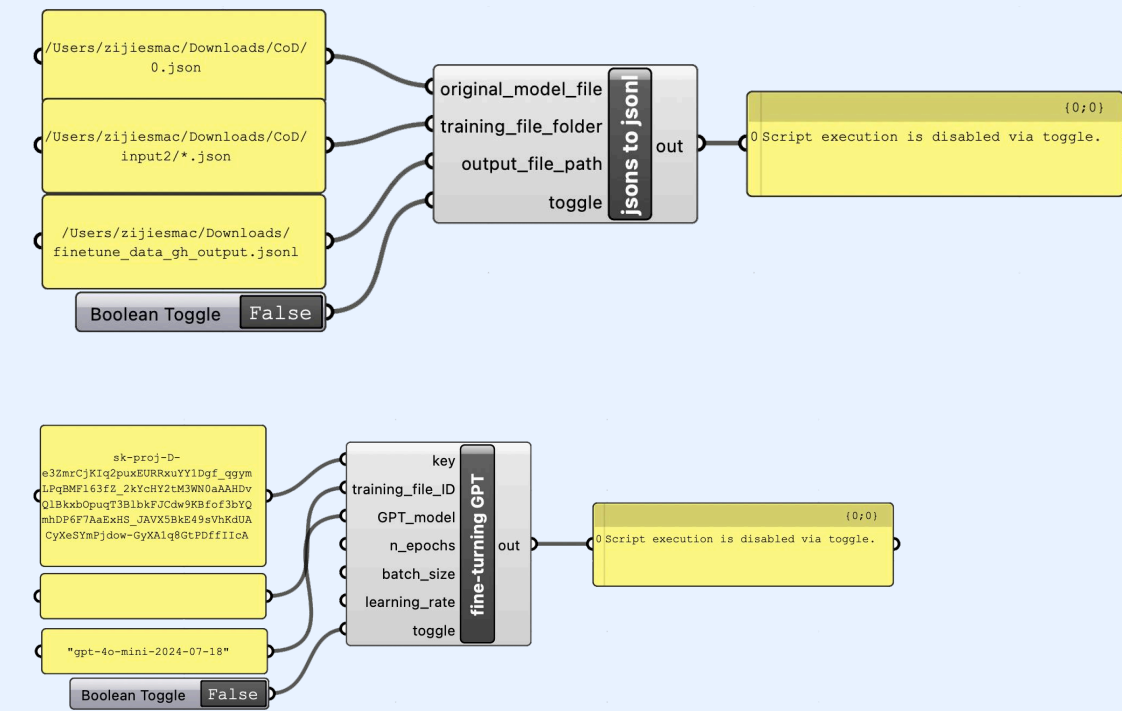 /Users/zijiesmac/Downloads/CoD/
0.json
original_model_file
{0;0}
/Users/zijiesmac/Downloads/CoD/
input2/*.json
training_file_folder
jsons to jsonl
out
0 Script execution is disabled via toggle.
output_file_path
toggle
/Users/zijiesmac/Downloads/
finetune_data_gh_output.jsonl
Boolean Toggle
False
[API key redacted]
key
training_file_ID
GPT_model
n_epochs
batch_size
learning_rate
toggle
fine-turning GPT
out
{0;0}
0 Script execution is disabled via toggle.
"gpt-4o-mini-2024-07-18"
Boolean Toggle
False